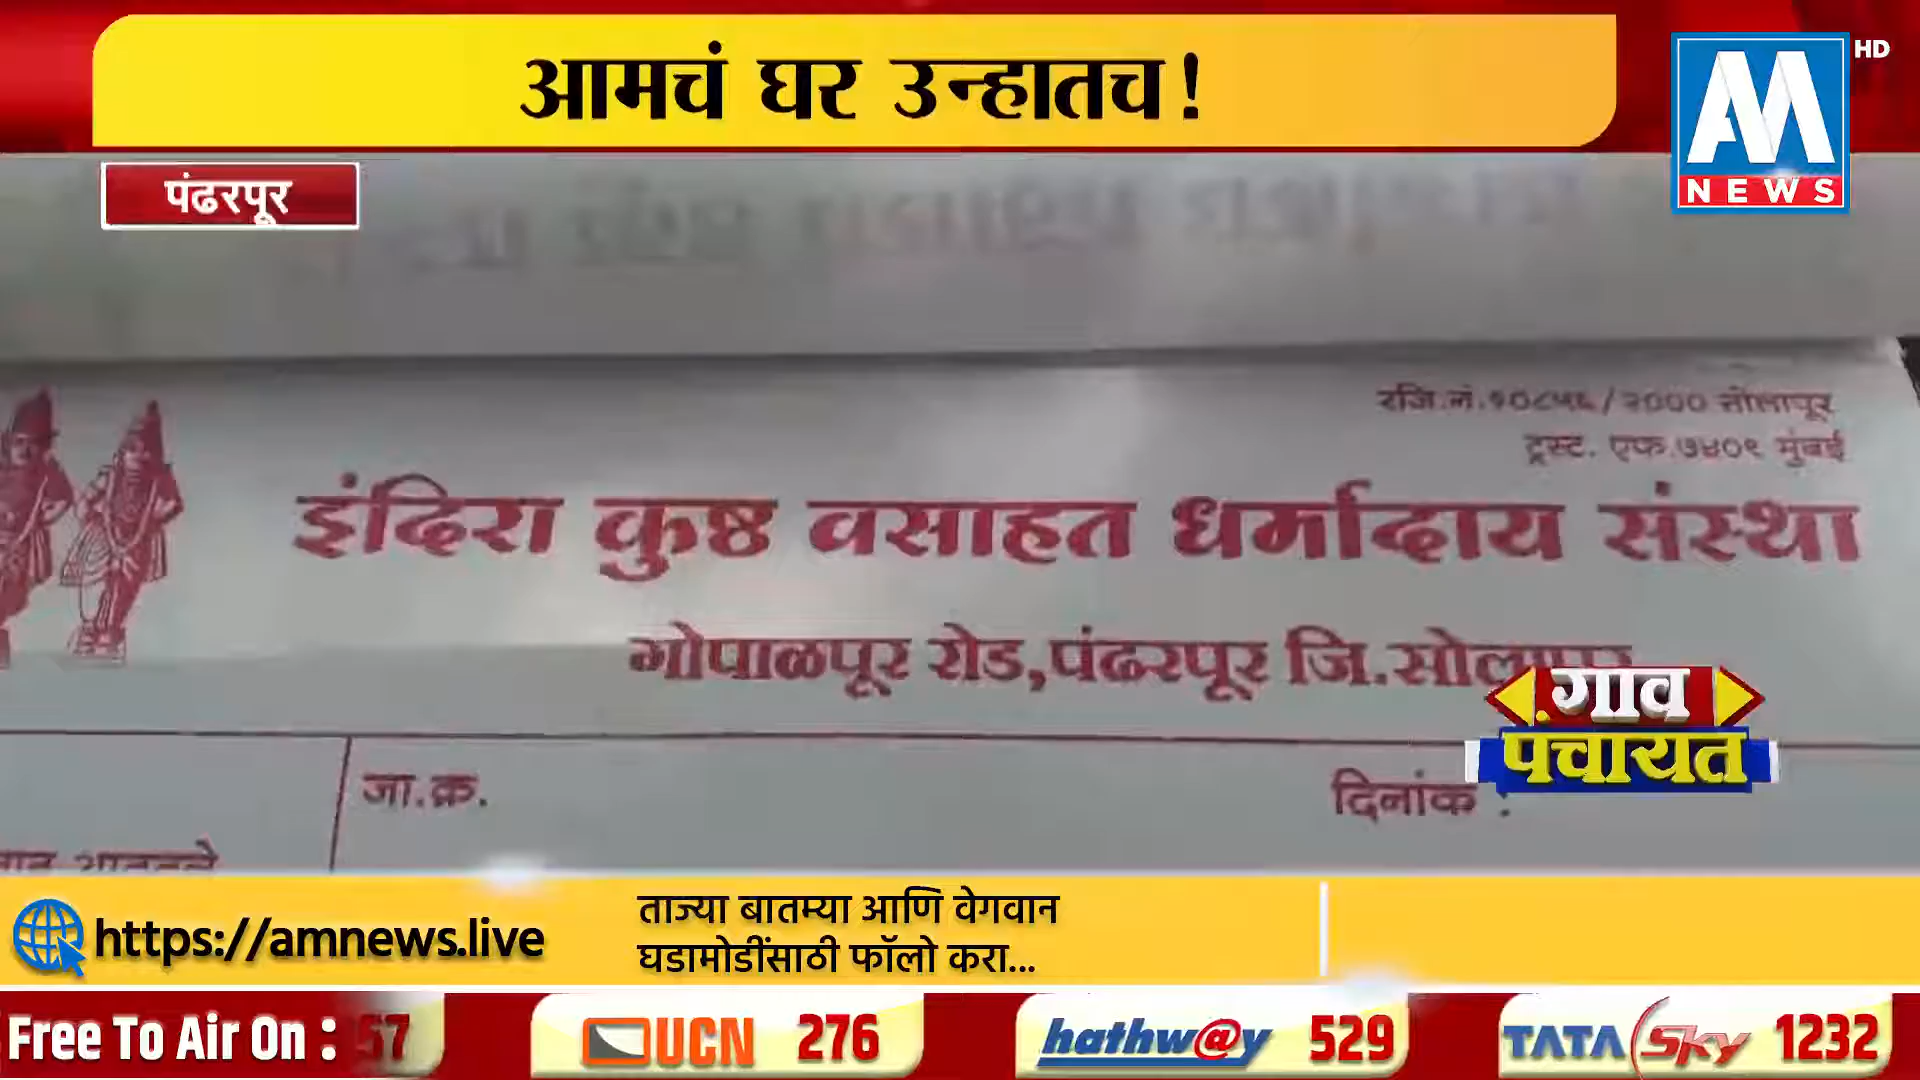 आमचं घर उन्हातच!
HD
AM
NEWS
पंढरपूर
रजि.नं.१०८५६/२००० सोलापूर
ट्रस्ट. एफ.७४०९ मुंबई
इंदिरा कुष्ठ वसाहत धर्मादाय संस्था
गोपाळपूर रोड,पंढरपूर जि.सोलापूर
गाव
पंचायत
जा.क्र.
दिनांक :
https://amnews.live
ताज्या बातम्या आणि वेगवान
घडामोडींसाठी फॉलो करा...
Free To Air On : 57 UCN 276 hathw@y 529 TATA Sky 1232